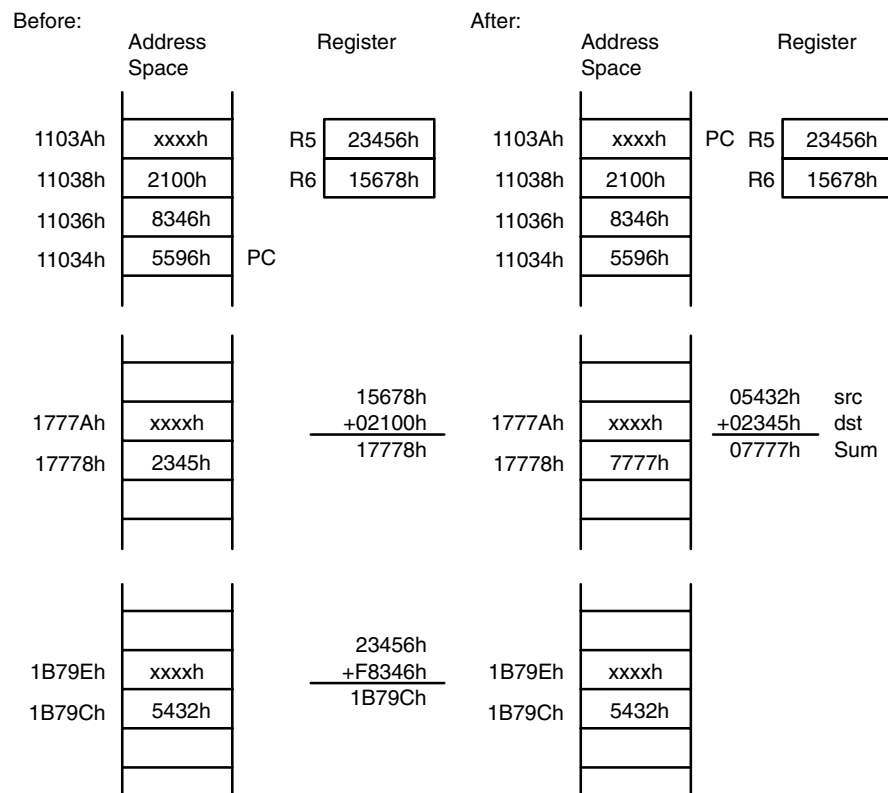 Before:
After:
Address Space
Register
Address Space
Register
1103Ah xxxxh R5 23456h 1103Ah xxxxh PC R5 23456h
11038h 2100h R6 15678h 11038h 2100h R6 15678h
11036h 8346h 11036h 8346h
11034h 5596h PC 11034h 5596h
15678h 05432h src
1777Ah xxxxh +02100h 1777Ah xxxxh +02345h dst
17778h 2345h 17778h 17778h 7777h 07777h Sum
23456h
1B79Eh xxxxh +F8346h 1B79Eh xxxxh
1B79Ch 5432h 1B79Ch 1B79Ch 5432h